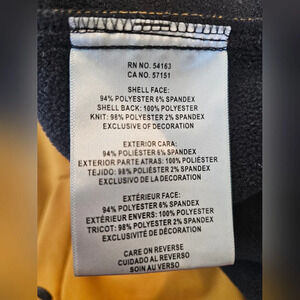 RN NO. 54163
CA NO. 57151
SHELL FACE:
94% POLYESTER 6% SPANDEX
SHELL BACK: 100% POLYESTER
KNIT: 98% POLYESTER 2% SPANDEX
EXCLUSIVE OF DECORATION
EXTERIOR CARA:
94% POLIÉSTER 6% SPANDEX
EXTERIOR PARTE ATRAS: 100% POLIÉSTER
TEJIDO: 98% POLIÉSTER 2% SPANDEX
EXCLUSIVO DE LA DECORATION
EXTÉRIEUR FACE:
94% POLYESTER 6% SPANDEX
EXTÉRIEUR ENVERS: 100% POLYESTER
TRICOT: 98% POLYESTER 2% SPANDEX
EXCLUSIVITÉ DE DÉCORATION
CARE ON REVERSE
CUIDADO AL REVERSO
SOIN AU VERSO